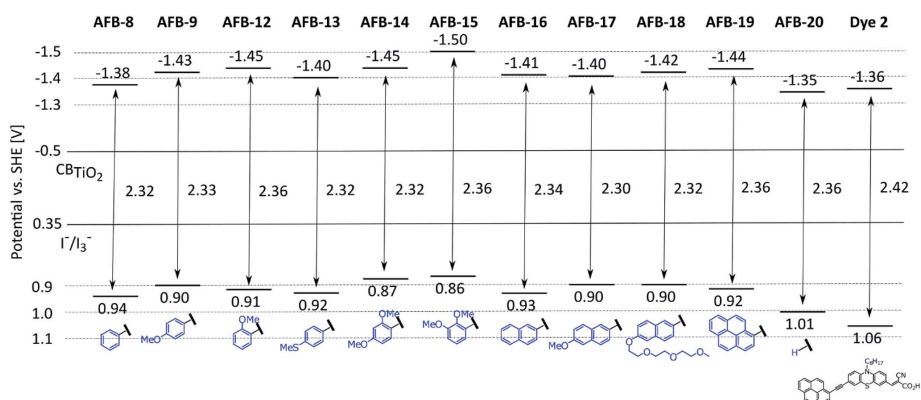 AFB-8 AFB-9 AFB-12 AFB-13 AFB-14 AFB-15 AFB-16 AFB-17 AFB-18 AFB-19 AFB-20 Dye 2
-1.38 -1.43 -1.45 -1.40 -1.45 -1.50 -1.41 -1.40 -1.42 -1.44 -1.35 -1.36
Potential vs. SHE [V]
-1.5
-1.4
-1.3
-0.5
CBTiO2
2.32 2.33 2.36 2.32 2.32 2.36 2.34 2.30 2.32 2.36 2.36 2.42
0.35
I-/I3-
0.9
1.0
1.1
0.94 0.90 0.91 0.92 0.87 0.86 0.93 0.90 0.90 0.92 1.01 1.06
MeO
OMe
MeS
OMe
OMe
MeO
OMe
MeO
O
O
O
O
H
C8H17
N
S
CN
CO2H